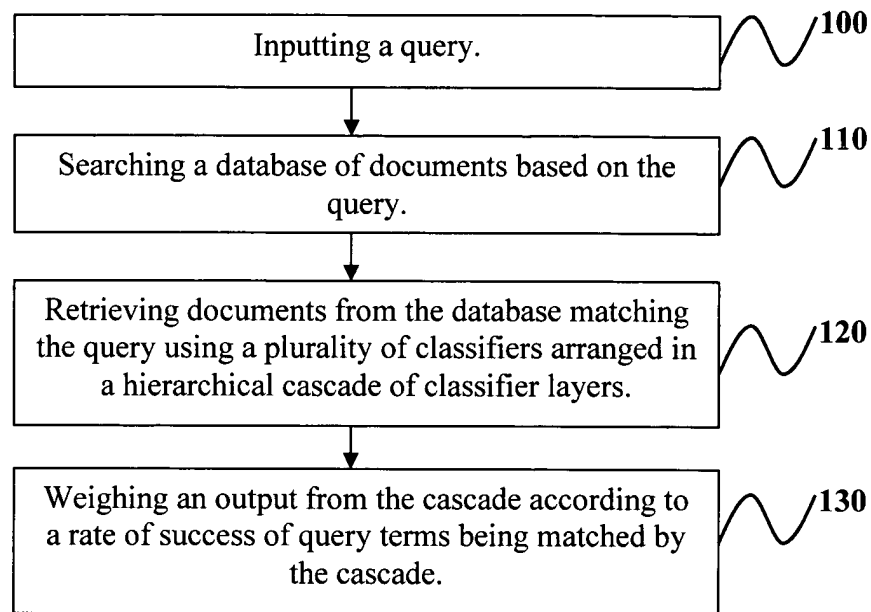 Inputting a query.
100
Searching a database of documents based on the
query.
110
Retrieving documents from the database matching
the query using a plurality of classifiers arranged in
a hierarchical cascade of classifier layers.
120
Weighing an output from the cascade according to
a rate of success of query terms being matched by
the cascade.
130